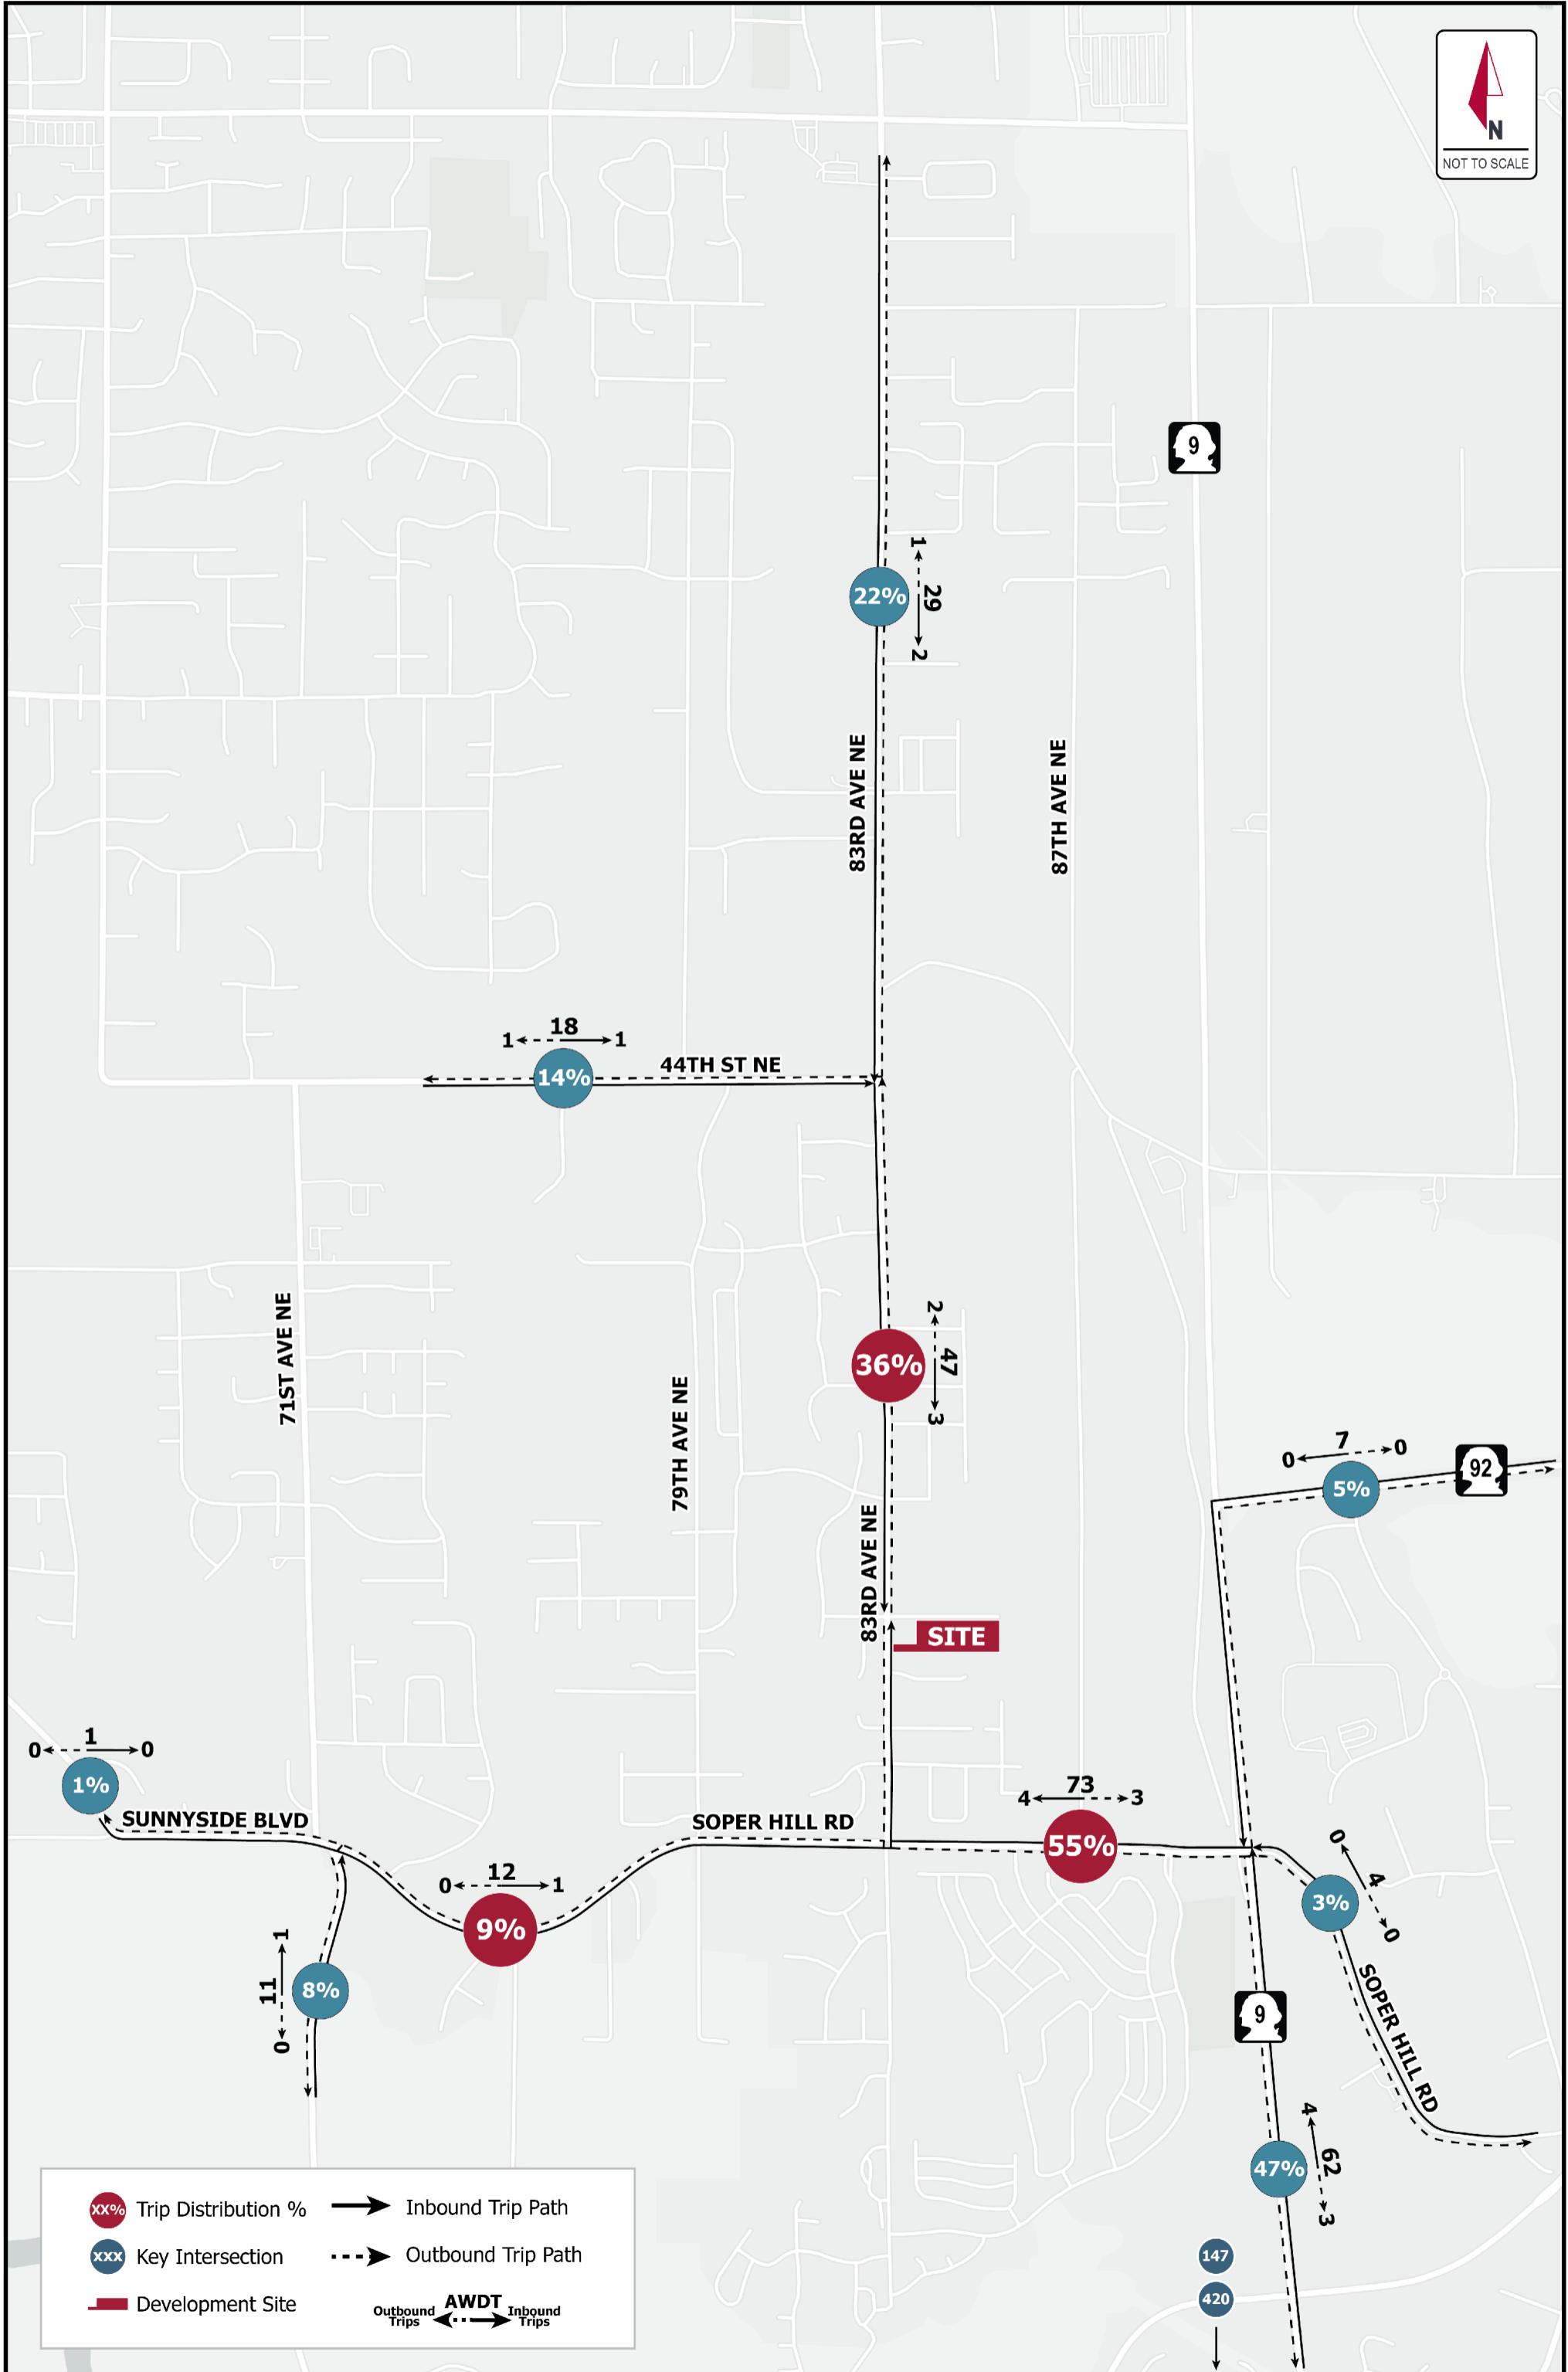 N
NOT TO SCALE
9
1
22%
29
2
83RD AVE NE
87TH AVE NE
18
1
1
14%
44TH ST NE
2
36%
47
3
71ST AVE NE
79TH AVE NE
7
0
0
5%
92
83RD AVE NE
SITE
1
0
0
1%
SUNNYSIDE BLVD
SOPER HILL RD
73
4
3
55%
12
0
1
9%
0
4
0
3%
1
11
0
8%
9
SOPER HILL RD
4
62
3
47%
147
420
XX% Trip Distribution %
Inbound Trip Path
XXX Key Intersection
Outbound Trip Path
Development Site
AWDT
Outbound Trips
Inbound Trips